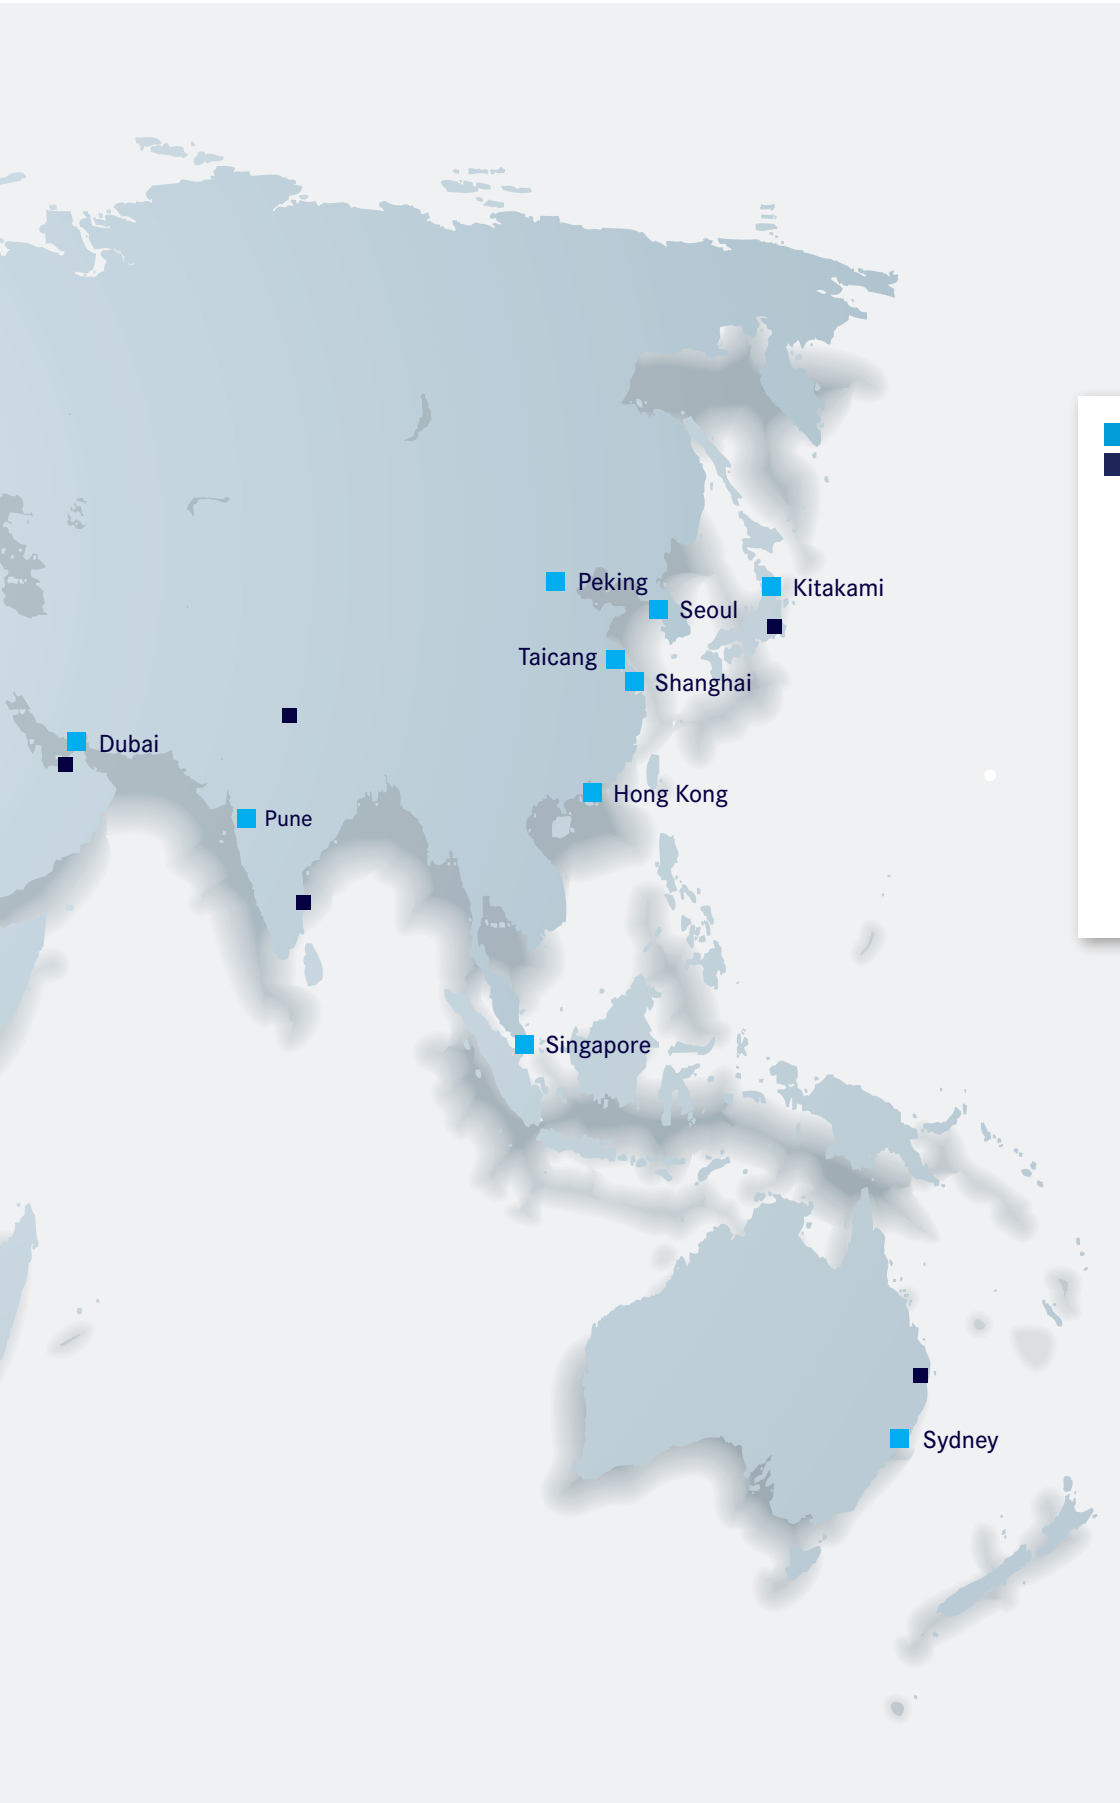 Peking
Kitakami
Seoul
Taicang
Shanghai
Dubai
Hong Kong
Pune
Singapore
Sydney